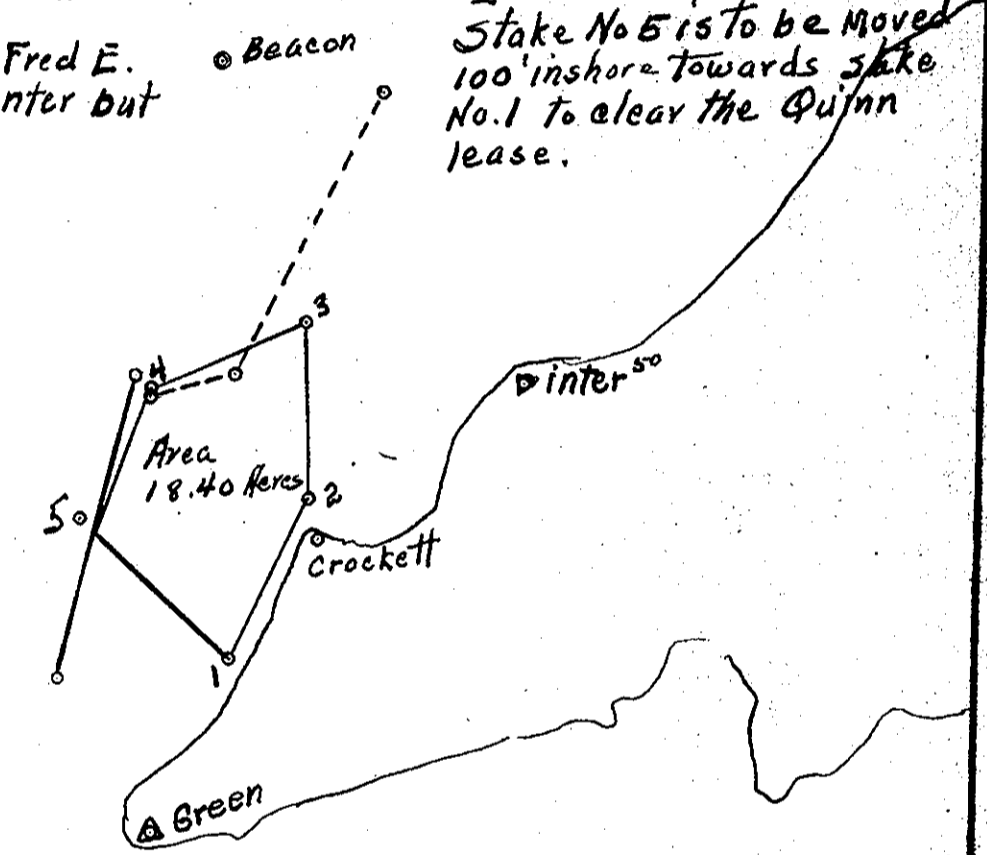 Stake No 5 is to be Moved
100' inshore Towards stake
No. 1 to clear the Quinn
lease.
Fred E.
nter but
Beacon
3
4
inter 50
Area
18.40 Acres
2
5
Crockett
1
Green